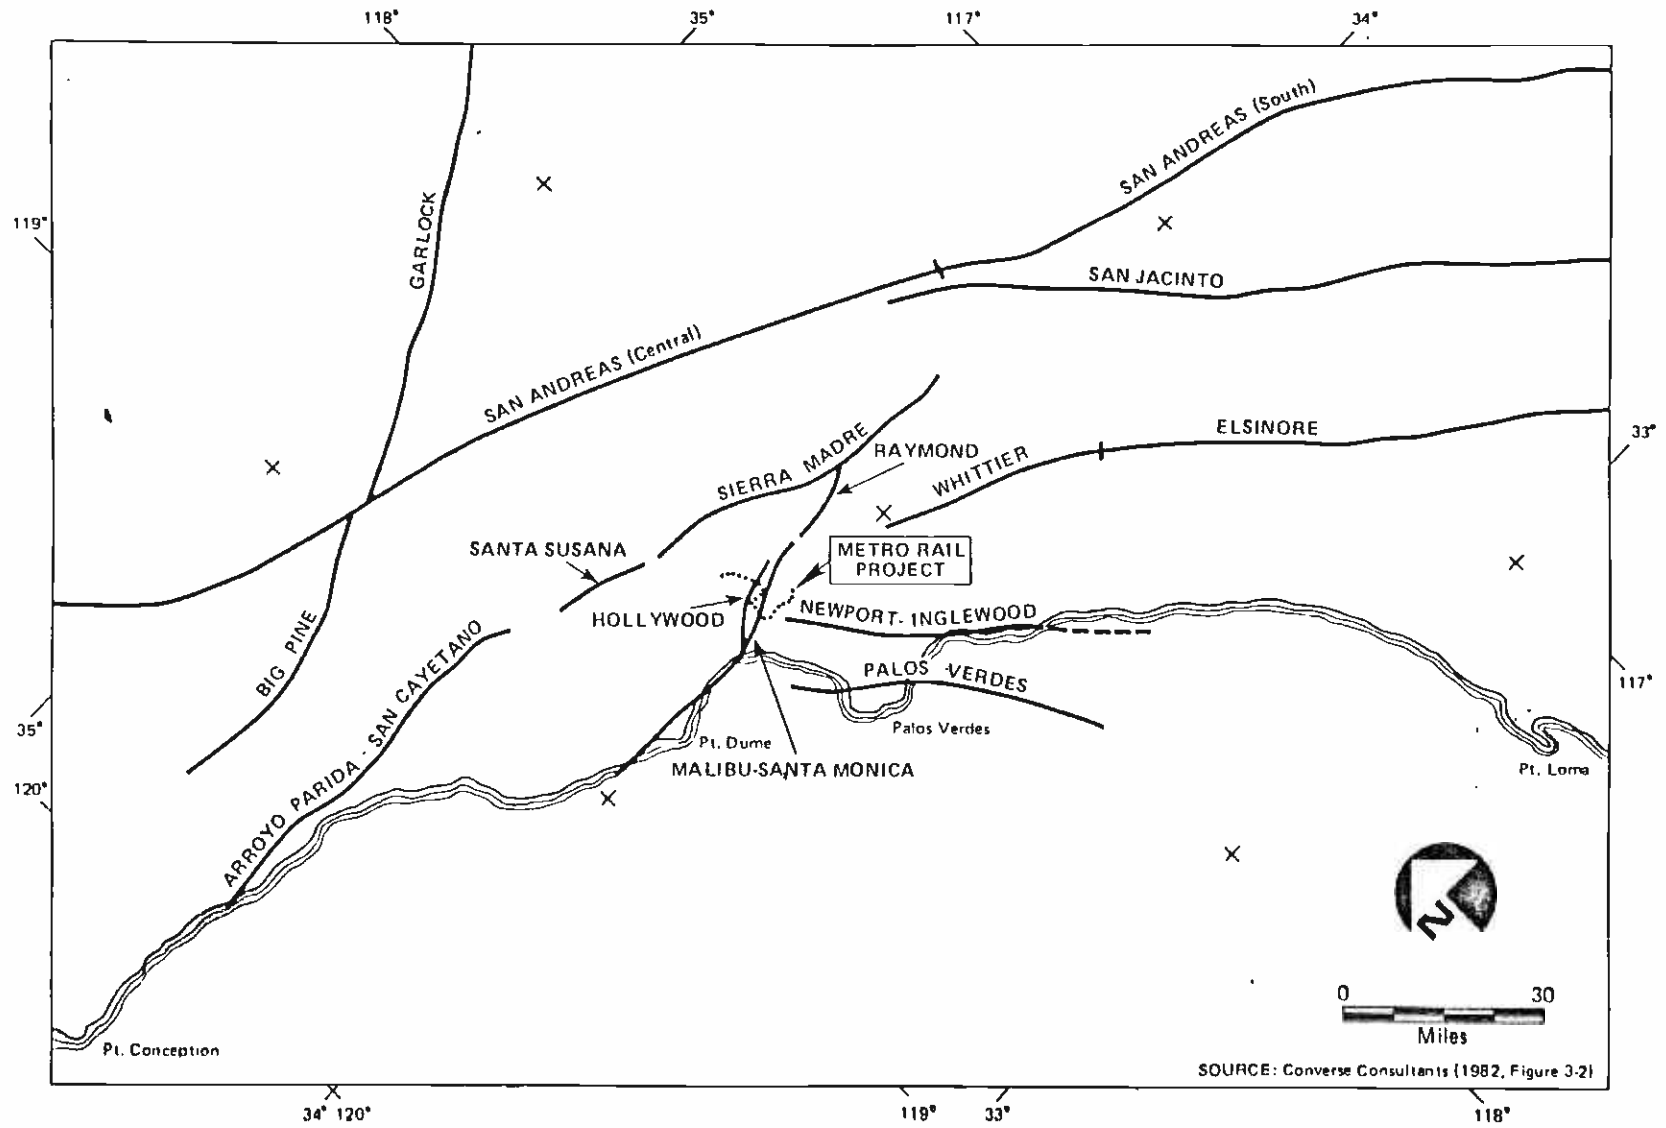 118°
35°
117°
34°
119°
GARLOCK
SAN ANDREAS (South)
SAN JACINTO
SAN ANDREAS (Central)
SIERRA MADRE
RAYMOND
WHITTIER
ELSINORE
33°
SANTA SUSANA
METRO RAIL
PROJECT
HOLLYWOOD
NEWPORT-INGLEWOOD
BIG PINE
ARROYO PARIDA - SAN CAYETANO
PALOS VERDES
117°
35°
Palos Verdes
Pt. Dume
MALIBU-SANTA MONICA
Pt. Loma
120°
N
0 30
Miles
Pt. Conception
SOURCE: Converse Consultants (1982, Figure 3-2)
34° 120°
119°
33°
118°